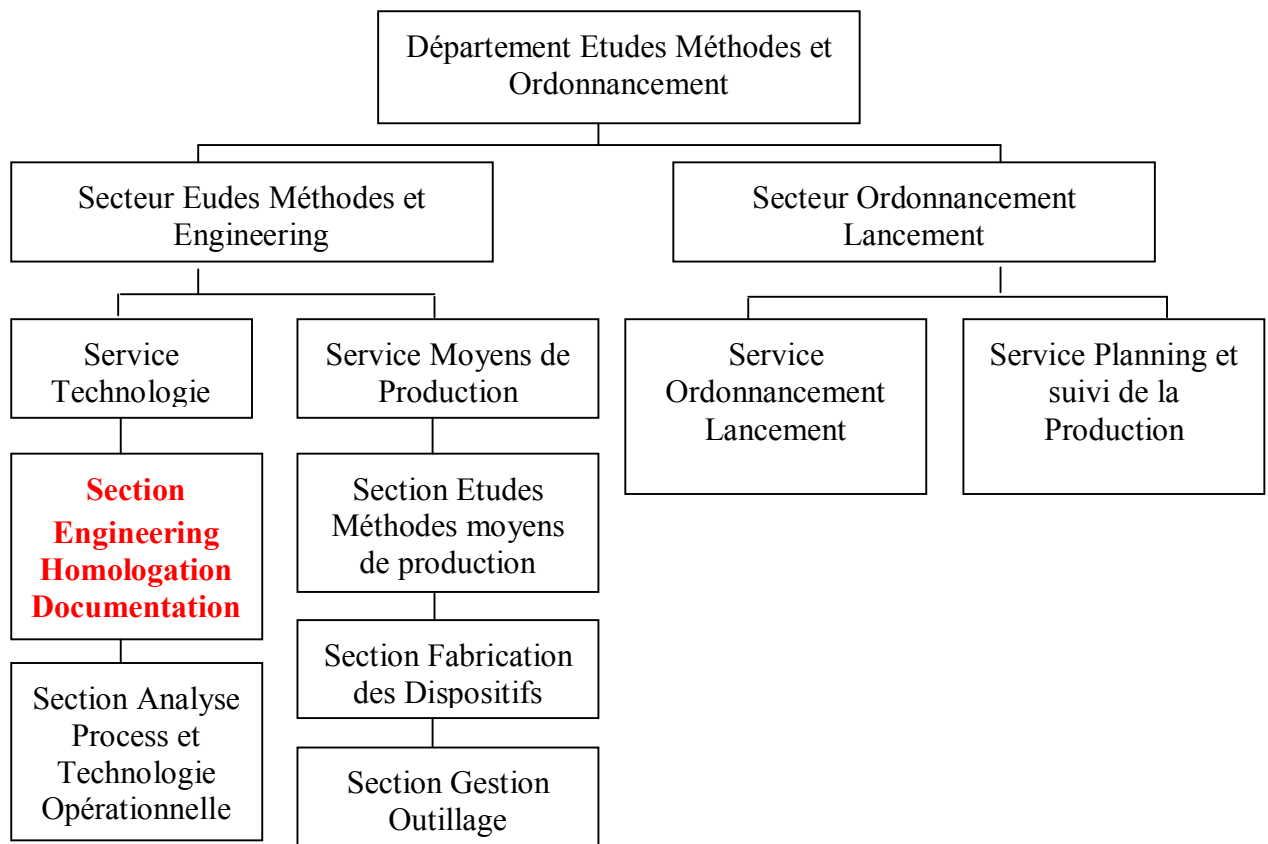 Département Etudes Méthodes et
Ordonnancement
Secteur Eudes Méthodes et
Engineering
Secteur Ordonnancement
Lancement
Service
Technologie
Service Moyens de
Production
Service
Ordonnancement
Lancement
Service Planning et
suivi de la
Production
Section
Engineering
Homologation
Documentation
Section Etudes
Méthodes moyens
de production
Section Fabrication
des Dispositifs
Section Analyse
Process et
Technologie
Opérationnelle
Section Gestion
Outillage